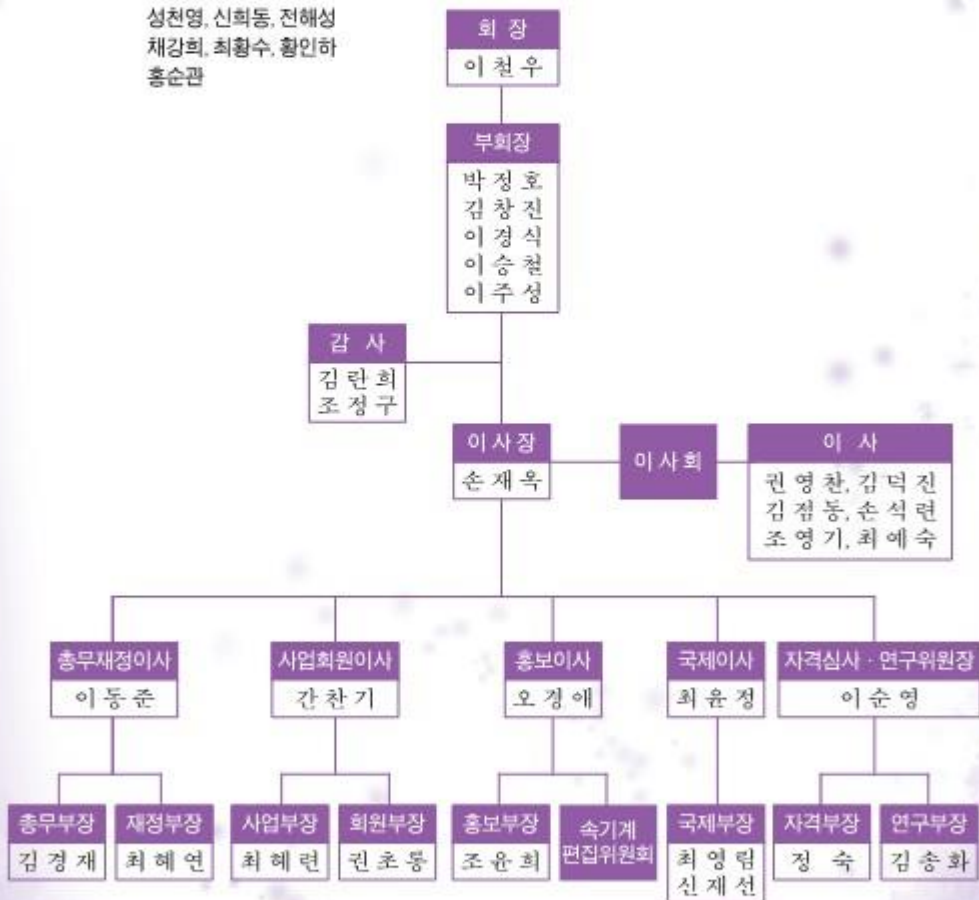 성천영, 신희동, 전해성
채강희, 최황수, 황인하
홍순관
회 장
이철우
부회장
박정호
김창진
이경식
이승철
이주성
감 사
김란희
조정구
이사장
손재옥
이사회
이 사
권영찬, 김덕진
김점동, 손석련
조영기, 최예숙
총무재정이사
이동준
사업회원이사
간찬기
홍보이사
오경애
국제이사
최윤정
자격심사·연구위원장
이순영
총무부장
김경재
재정부장
최혜연
사업부장
최혜련
회원부장
권초롱
홍보부장
조윤희
속기계
편집위원회
국제부장
최영림
신재선
자격부장
정 숙
연구부장
김송화